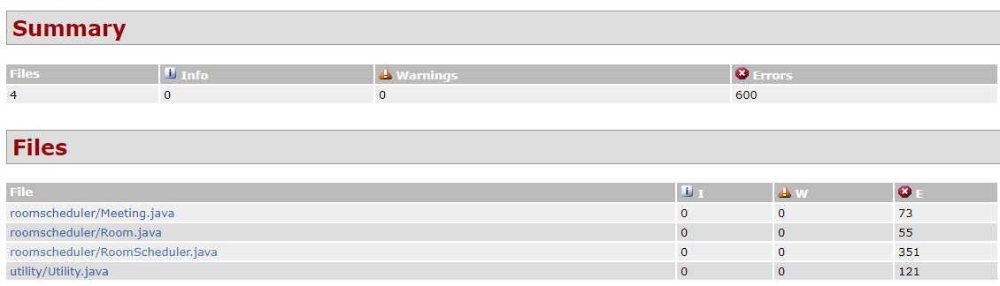 Summary
Files Info Warnings Errors
4 0 0 600
Files
File I W E
roomscheduler/Meeting.java 0 0 73
roomscheduler/Room.java 0 0 55
roomscheduler/RoomScheduler.java 0 0 351
utility/Utility.java 0 0 121